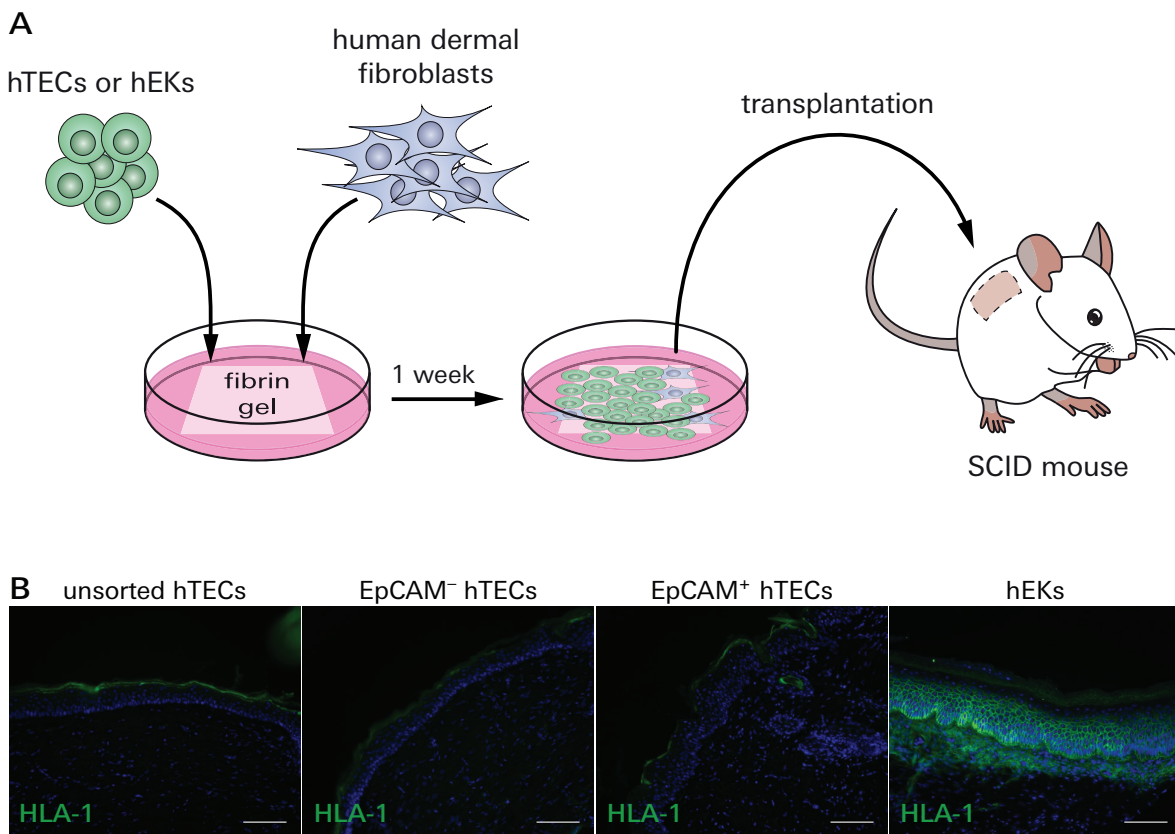 A
hTECs or hEKs
human dermal
fibroblasts
transplantation
fibrin
gel
1 week
SCID mouse
B
unsorted hTECs
EpCAM⁻ hTECs
EpCAM⁺ hTECs
hEKs
HLA-1
HLA-1
HLA-1
HLA-1